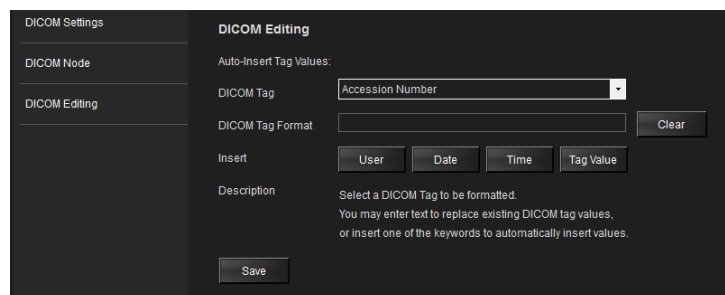 DICOM Settings
DICOM Node
DICOM Editing
DICOM Editing
Auto-Insert Tag Values:
DICOM Tag Accession Number
DICOM Tag Format Clear
Insert User Date Time Tag Value
Description Select a DICOM Tag to be formatted.
You may enter text to replace existing DICOM tag values,
or insert one of the keywords to automatically insert values.
Save